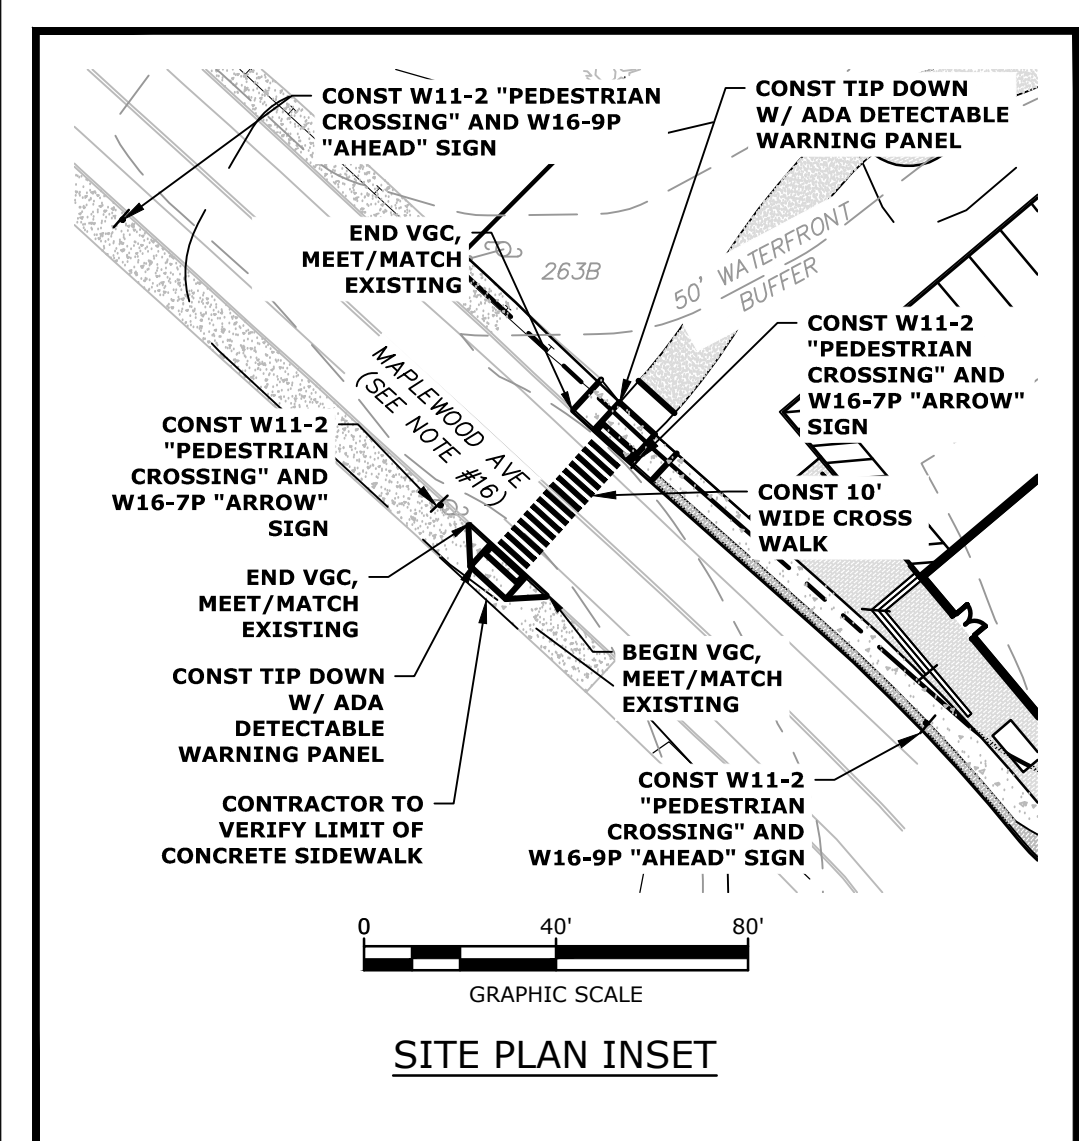 CONST W11-2 "PEDESTRIAN
CROSSING" AND W16-9P
"AHEAD" SIGN
CONST TIP DOWN
W/ ADA DETECTABLE
WARNING PANEL
END VGC,
MEET/MATCH
EXISTING
263B
50' WATERFRONT
BUFFER
CONST W11-2
"PEDESTRIAN
CROSSING" AND
W16-7P "ARROW"
SIGN
MAPLEWOOD AVE
(SEE NOTE #16)
CONST W11-2
"PEDESTRIAN
CROSSING" AND
W16-7P "ARROW"
SIGN
CONST 10'
WIDE CROSS
WALK
END VGC,
MEET/MATCH
EXISTING
BEGIN VGC,
MEET/MATCH
EXISTING
CONST TIP DOWN
W/ ADA
DETECTABLE
WARNING PANEL
CONTRACTOR TO
VERIFY LIMIT OF
CONCRETE SIDEWALK
CONST W11-2
"PEDESTRIAN
CROSSING" AND
W16-9P "AHEAD" SIGN
0 40' 80'
GRAPHIC SCALE
SITE PLAN INSET